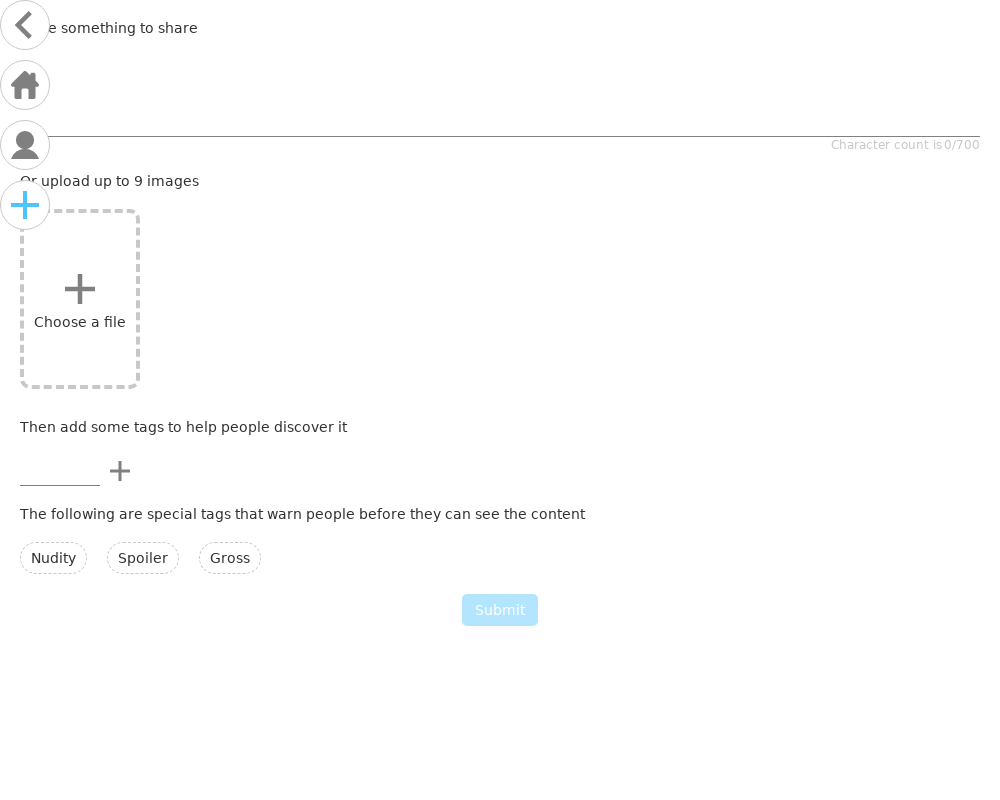 something to share
Character count is 0/700
Or upload up to 9 images
Choose a file
Then add some tags to help people discover it
The following are special tags that warn people before they can see the content
Nudity Spoiler Gross
Submit